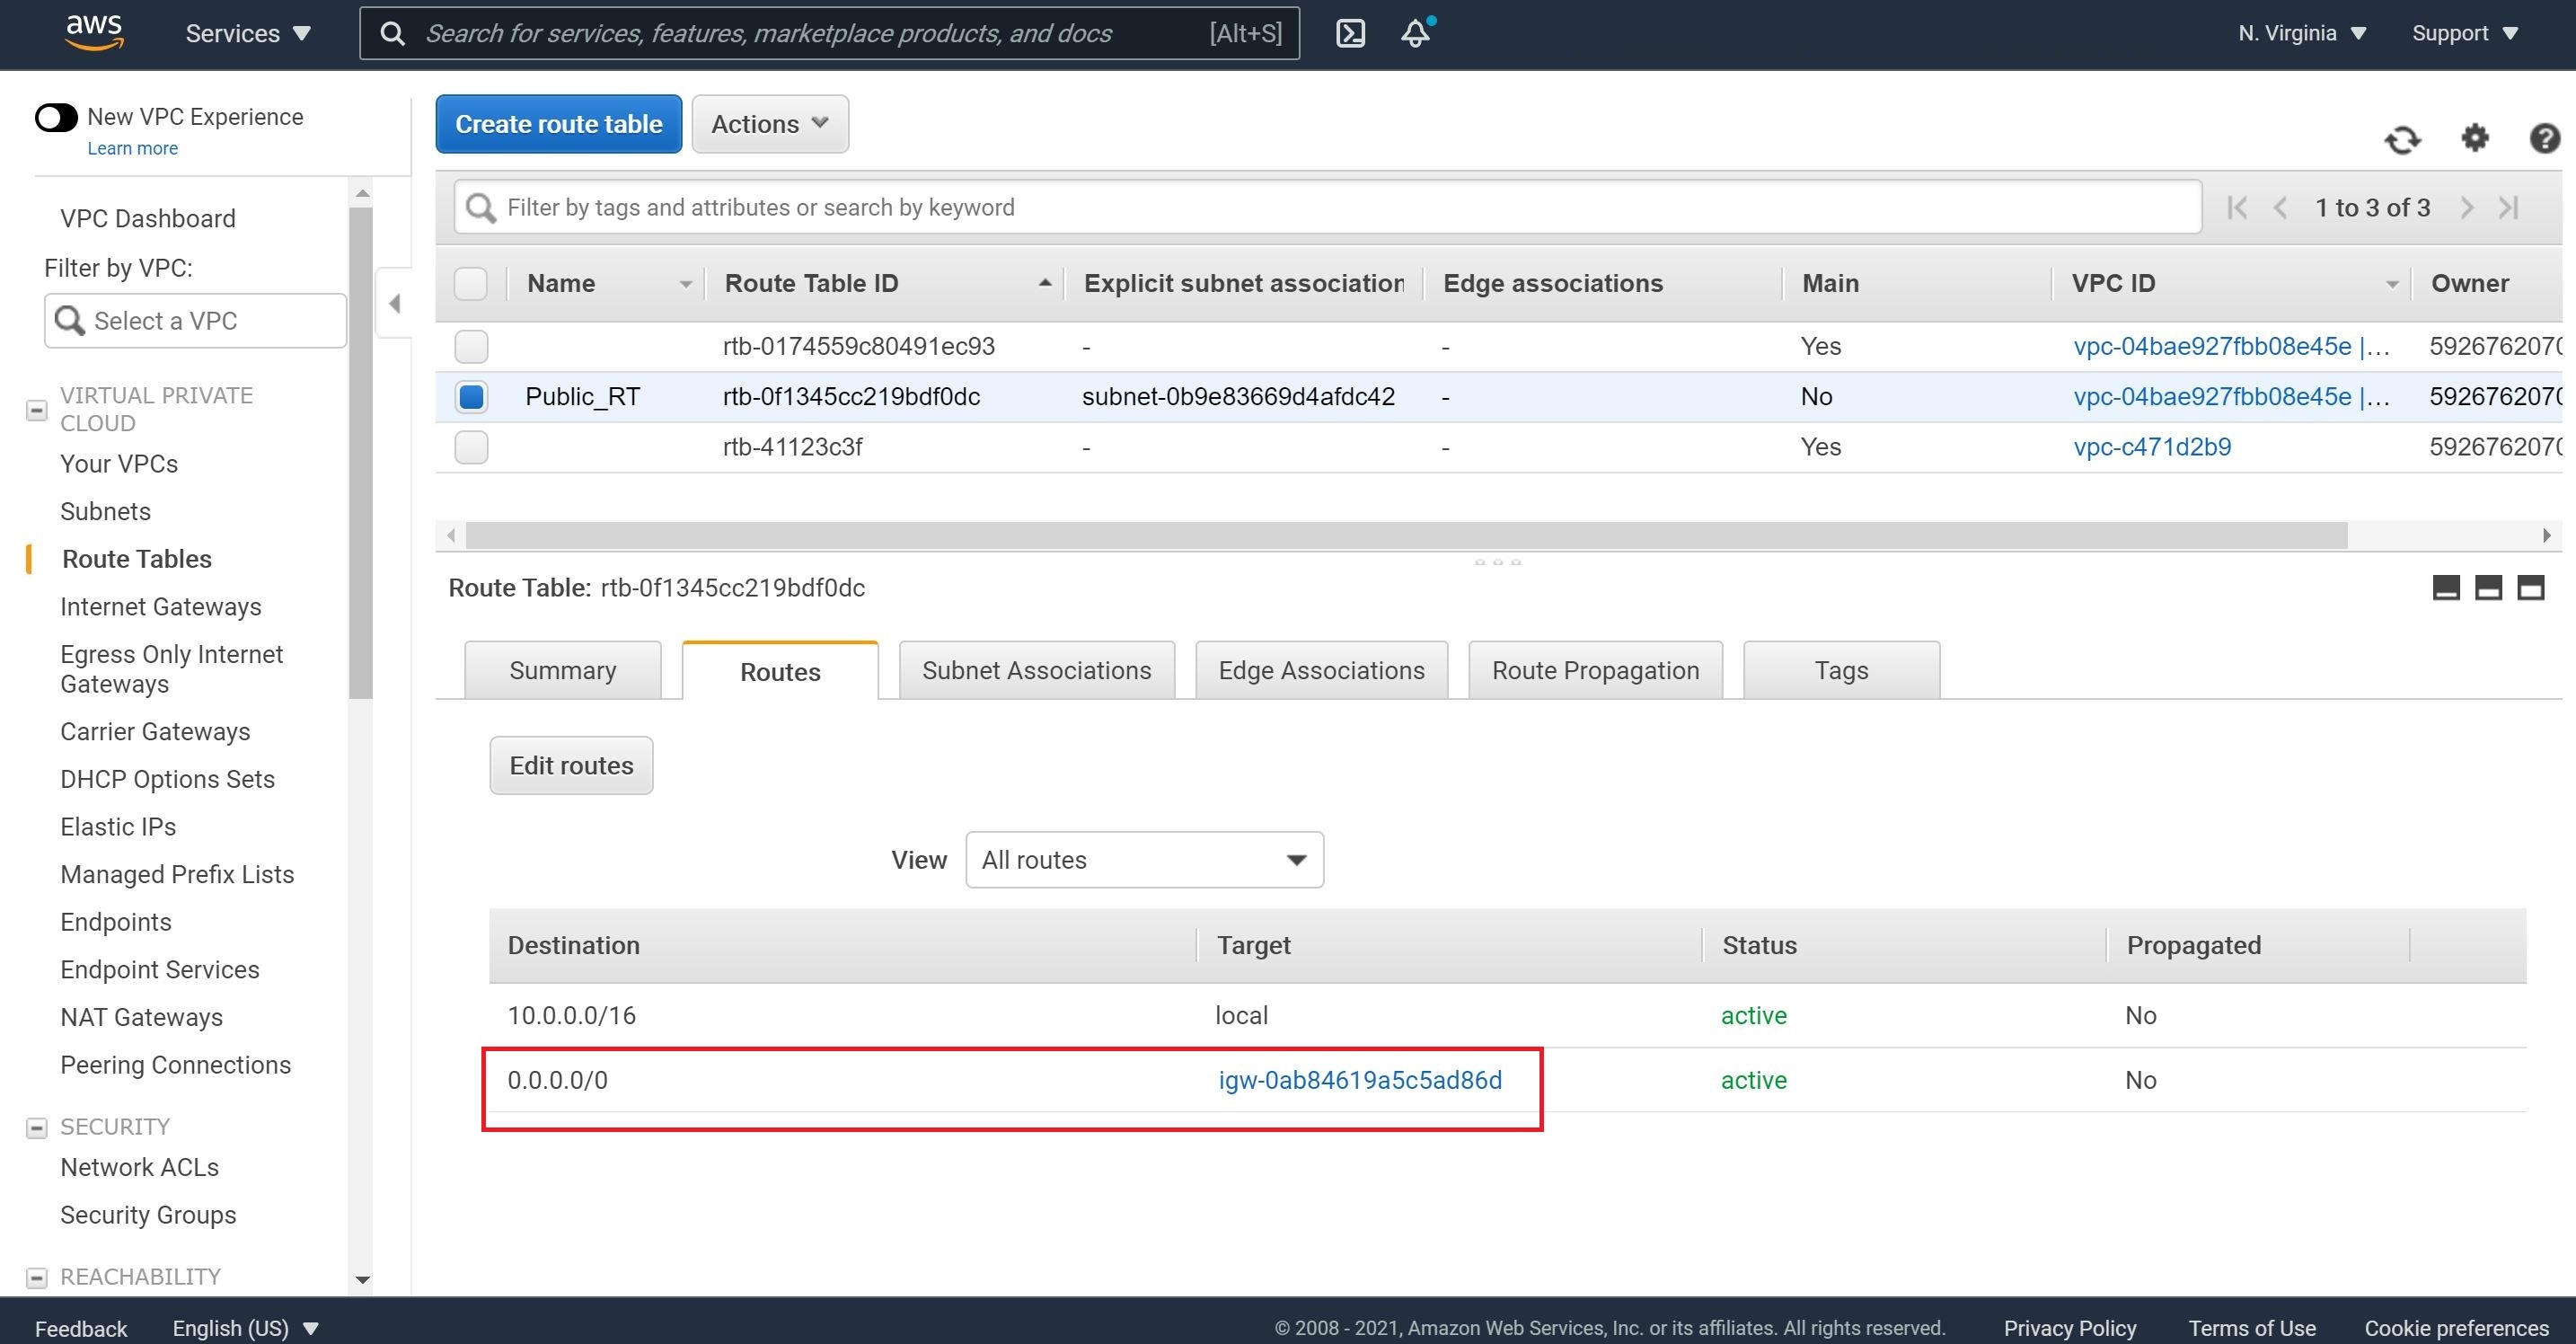 aws
Services
Search for services, features, marketplace products, and docs [Alt+S]
N. Virginia
Support
New VPC Experience
Learn more
VPC Dashboard
Filter by VPC:
Select a VPC
VIRTUAL PRIVATE
CLOUD
Your VPCs
Subnets
Route Tables
Internet Gateways
Egress Only Internet
Gateways
Carrier Gateways
DHCP Options Sets
Elastic IPs
Managed Prefix Lists
Endpoints
Endpoint Services
NAT Gateways
Peering Connections
SECURITY
Network ACLs
Security Groups
REACHABILITY
Create route table
Actions
Filter by tags and attributes or search by keyword
1 to 3 of 3
Name Route Table ID Explicit subnet association Edge associations Main VPC ID Owner
rtb-0174559c80491ec93 - - Yes vpc-04bae927fbb08e45e |... 5926762070
Public_RT rtb-0f1345cc219bdf0dc subnet-0b9e83669d4afdc42 - No vpc-04bae927fbb08e45e |... 5926762070
rtb-41123c3f - - Yes vpc-c471d2b9 5926762070
Route Table: rtb-0f1345cc219bdf0dc
Summary Routes Subnet Associations Edge Associations Route Propagation Tags
Edit routes
View All routes
Destination Target Status Propagated
10.0.0.0/16 local active No
0.0.0.0/0 igw-0ab84619a5c5ad86d active No
Feedback English (US) © 2008 - 2021, Amazon Web Services, Inc. or its affiliates. All rights reserved. Privacy Policy Terms of Use Cookie preferences